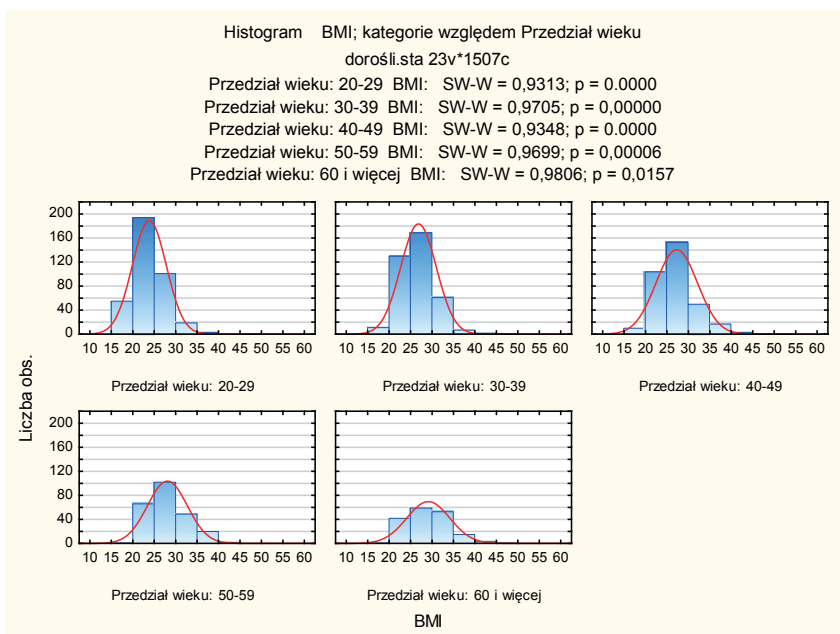 Histogram BMI; kategorie względem Przedział wieku
dorośli.sta 23v*1507c
Przedział wieku: 20-29 BMI: SW-W = 0,9313; p = 0.0000
Przedział wieku: 30-39 BMI: SW-W = 0,9705; p = 0,00000
Przedział wieku: 40-49 BMI: SW-W = 0,9348; p = 0.0000
Przedział wieku: 50-59 BMI: SW-W = 0,9699; p = 0,00006
Przedział wieku: 60 i więcej BMI: SW-W = 0,9806; p = 0,0157
200
160
120
80
40
0
10 15 20 25 30 35 40 45 50 55 60
10 15 20 25 30 35 40 45 50 55 60
10 15 20 25 30 35 40 45 50 55 60
Przedział wieku: 20-29
Przedział wieku: 30-39
Przedział wieku: 40-49
Liczba obs.
200
160
120
80
40
0
10 15 20 25 30 35 40 45 50 55 60
10 15 20 25 30 35 40 45 50 55 60
Przedział wieku: 50-59
Przedział wieku: 60 i więcej
BMI